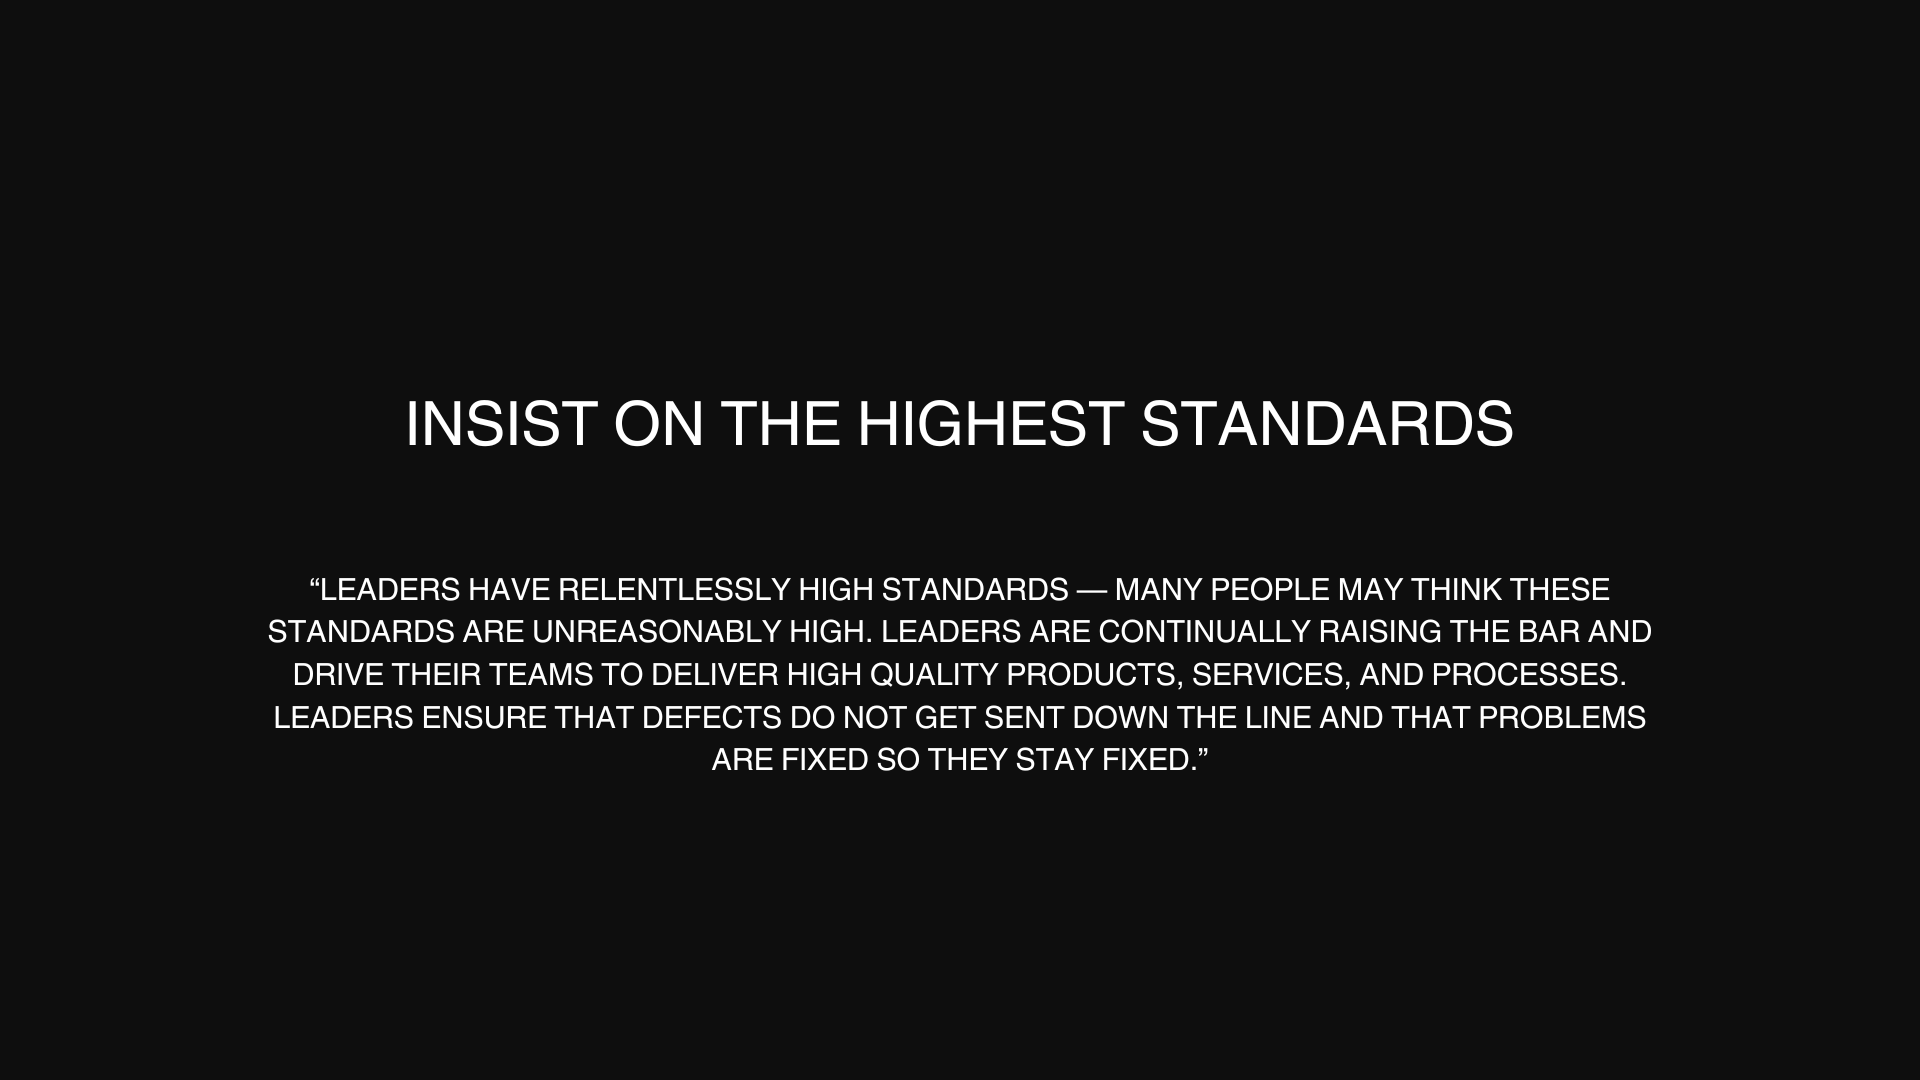 INSIST ON THE HIGHEST STANDARDS
“LEADERS HAVE RELENTLESSLY HIGH STANDARDS — MANY PEOPLE MAY THINK THESE
STANDARDS ARE UNREASONABLY HIGH. LEADERS ARE CONTINUALLY RAISING THE BAR AND
DRIVE THEIR TEAMS TO DELIVER HIGH QUALITY PRODUCTS, SERVICES, AND PROCESSES.
LEADERS ENSURE THAT DEFECTS DO NOT GET SENT DOWN THE LINE AND THAT PROBLEMS
ARE FIXED SO THEY STAY FIXED.”